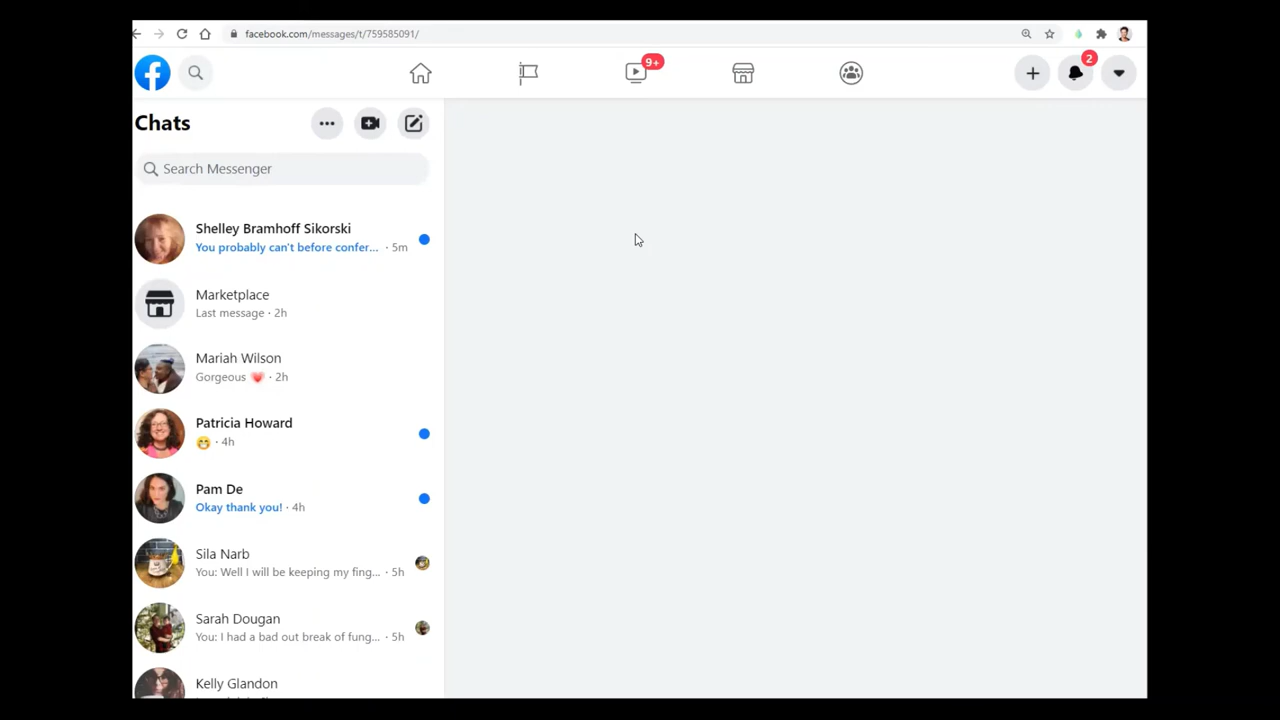 facebook.com/messages/t/759585091/
9+
2
Chats
Search Messenger
Shelley Bramhoff Sikorski
You probably can't before confer... · 5m
Marketplace
Last message · 2h
Mariah Wilson
Gorgeous 💗 · 2h
Patricia Howard
😁 · 4h
Pam De
Okay thank you! · 4h
Sila Narb
You: Well I will be keeping my fing... · 5h
Sarah Dougan
You: I had a bad out break of fung... · 5h
Kelly Glandon